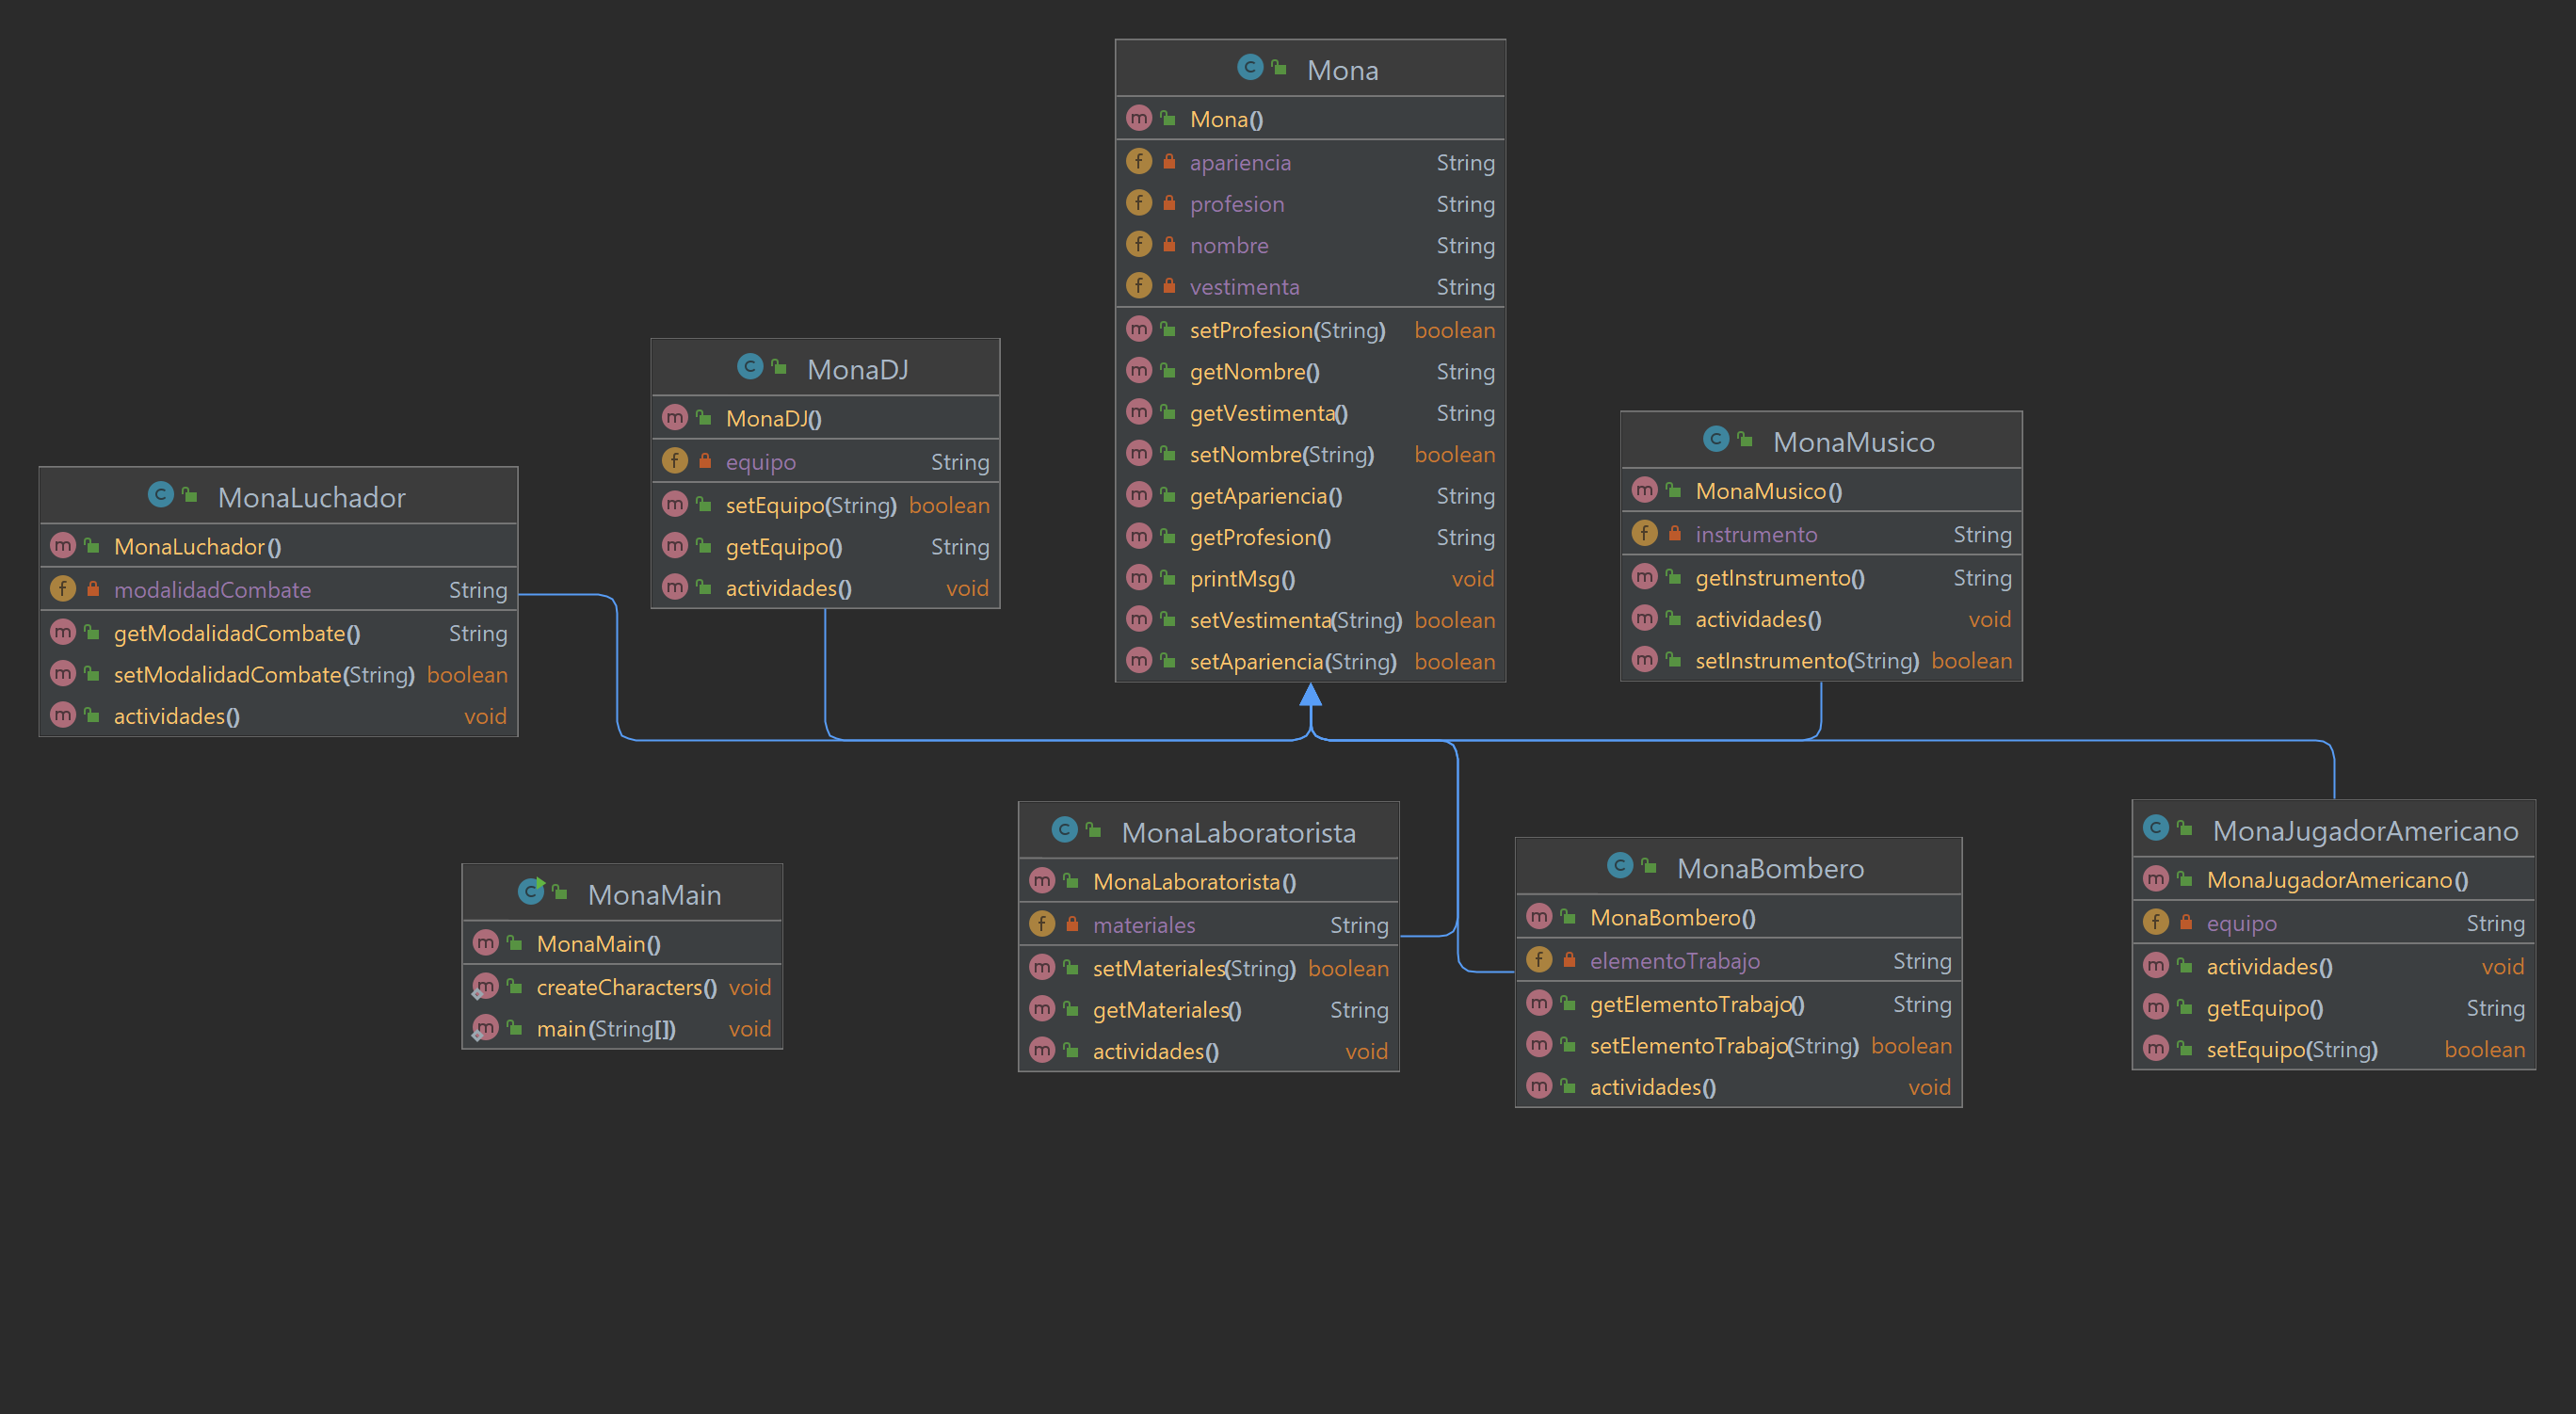 Mona
Mona()
apariencia String
profesion String
nombre String
vestimenta String
setProfesion(String) boolean
getNombre() String
getVestimenta() String
setNombre(String) boolean
getApariencia() String
getProfesion() String
printMsg() void
setVestimenta(String) boolean
setApariencia(String) boolean
MonaDJ
MonaDJ()
equipo String
setEquipo(String) boolean
getEquipo() String
actividades() void
MonaMusico
MonaMusico()
instrumento String
getInstrumento() String
actividades() void
setInstrumento(String) boolean
MonaLuchador
MonaLuchador()
modalidadCombate String
getModalidadCombate() String
setModalidadCombate(String) boolean
actividades() void
MonaMain
MonaMain()
createCharacters() void
main(String[]) void
MonaLaboratorista
MonaLaboratorista()
materiales String
setMateriales(String) boolean
getMateriales() String
actividades() void
MonaBombero
MonaBombero()
elementoTrabajo String
getElementoTrabajo() String
setElementoTrabajo(String) boolean
actividades() void
MonaJugadorAmericano
MonaJugadorAmericano()
equipo String
actividades() void
getEquipo() String
setEquipo(String) boolean